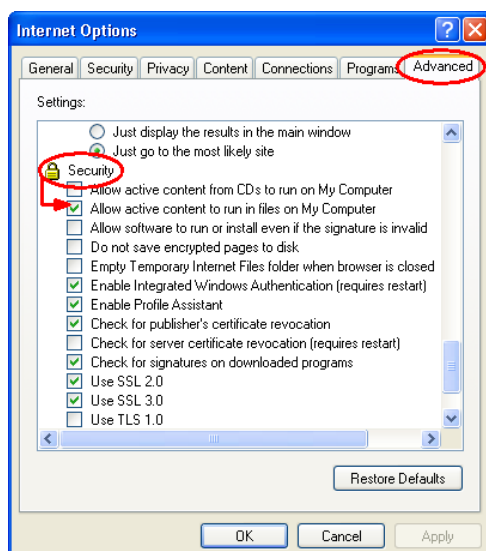 Internet Options
General Security Privacy Content Connections Programs Advanced
Settings:
Just display the results in the main window
Just go to the most likely site
Security
Allow active content from CDs to run on My Computer
Allow active content to run in files on My Computer
Allow software to run or install even if the signature is invalid
Do not save encrypted pages to disk
Empty Temporary Internet Files folder when browser is closed
Enable Integrated Windows Authentication (requires restart)
Enable Profile Assistant
Check for publisher's certificate revocation
Check for server certificate revocation (requires restart)
Check for signatures on downloaded programs
Use SSL 2.0
Use SSL 3.0
Use TLS 1.0
Restore Defaults
OK Cancel Apply